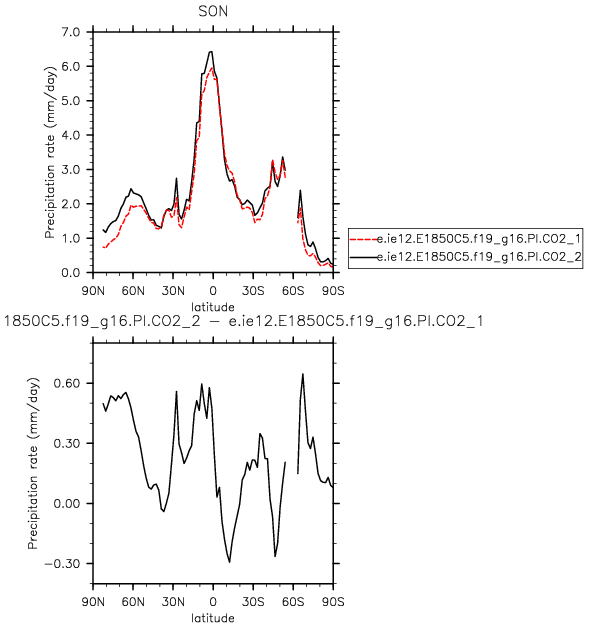 SON
7.0
6.0
5.0
4.0
3.0
2.0
1.0
0.0
Precipitation rate (mm/day)
90N 60N 30N 0 30S 60S 90S
latitude
e.ie12.E1850C5.f19_g16.PI.CO2_1
e.ie12.E1850C5.f19_g16.PI.CO2_2
1850C5.f19_g16.PI.CO2_2 − e.ie12.E1850C5.f19_g16.PI.CO2_1
0.60
0.30
0.00
−0.30
Precipitation rate (mm/day)
90N 60N 30N 0 30S 60S 90S
latitude